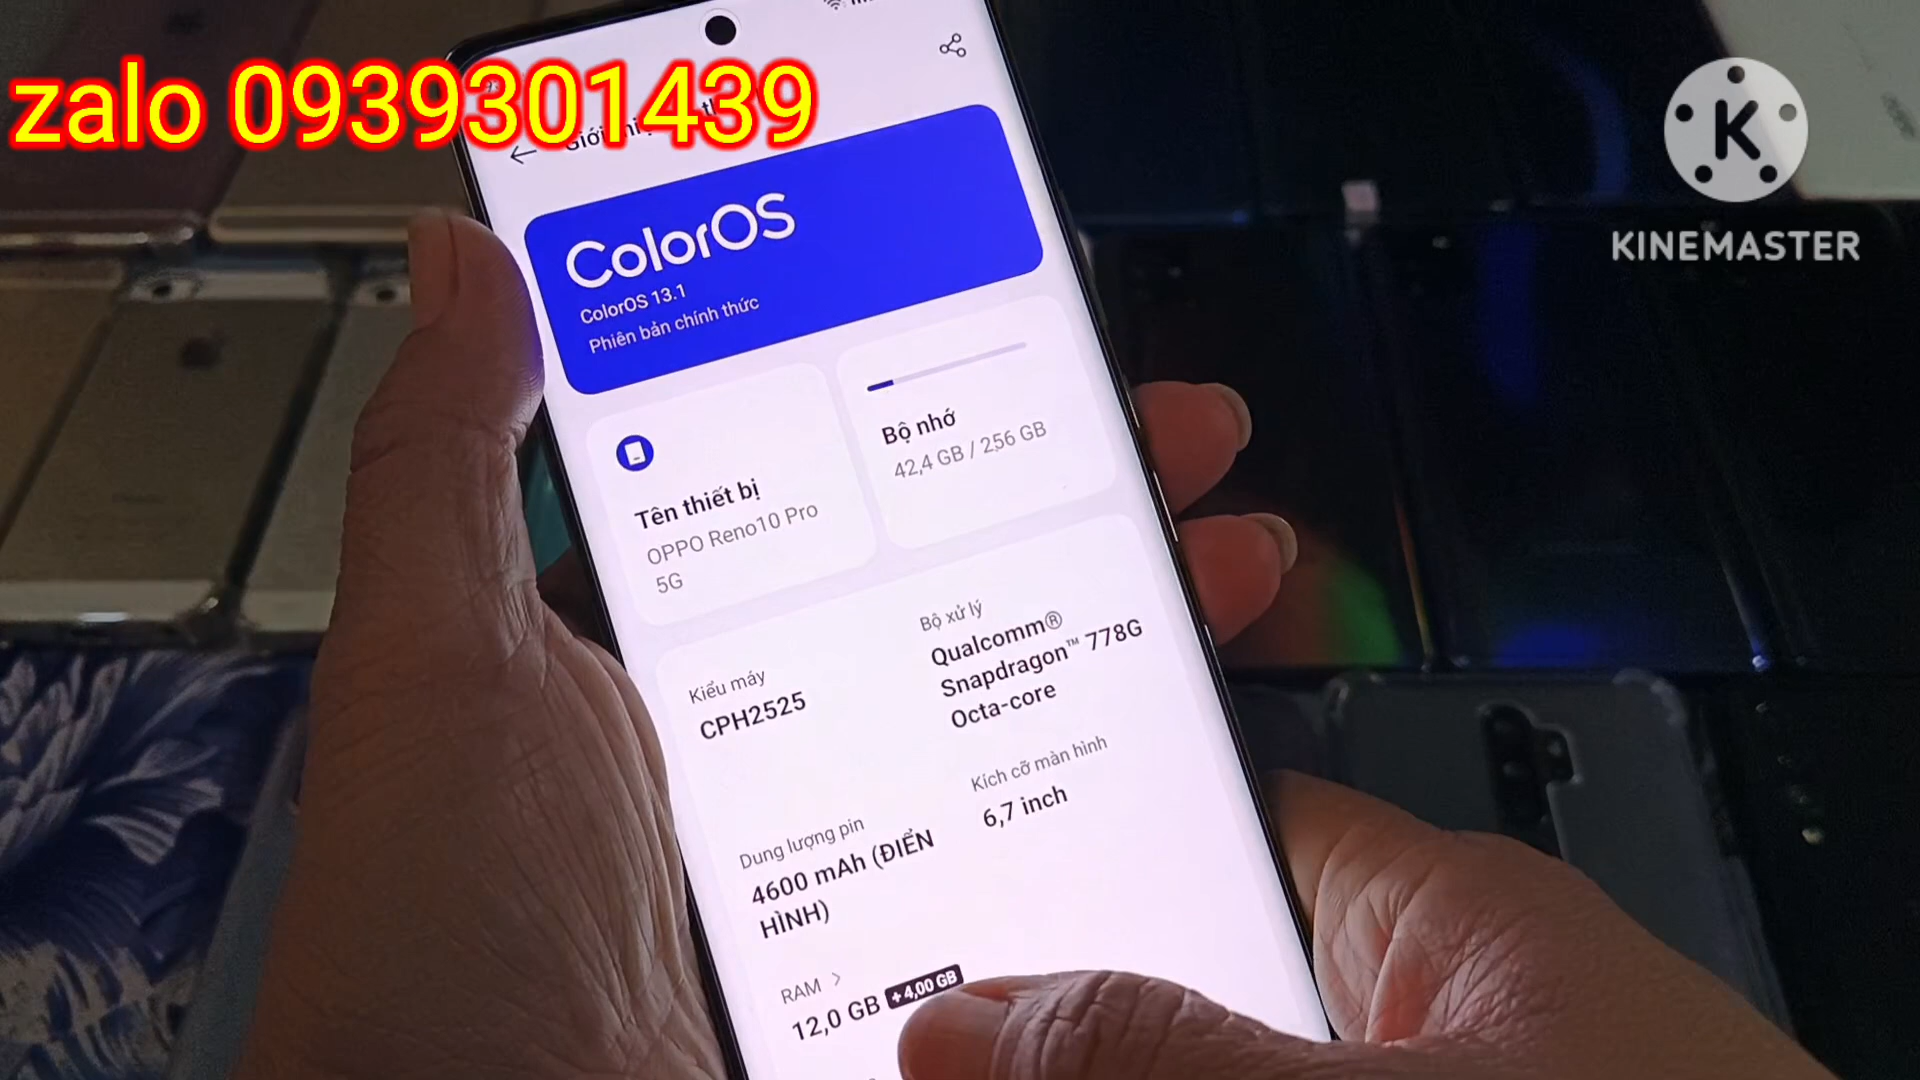 zalo 0939301439
K
KINEMASTER
ColorOS
ColorOS 13.1
Phiên bản chính thức
Tên thiết bị
OPPO Reno10 Pro
5G
Bộ nhớ
42,4 GB / 256 GB
Kiểu máy
CPH2525
Bộ xử lý
Qualcomm®
Snapdragon™ 778G
Octa-core
Dung lượng pin
4600 mAh (ĐIỂN
HÌNH)
Kích cỡ màn hình
6,7 inch
RAM
12,0 GB + 4,00 GB